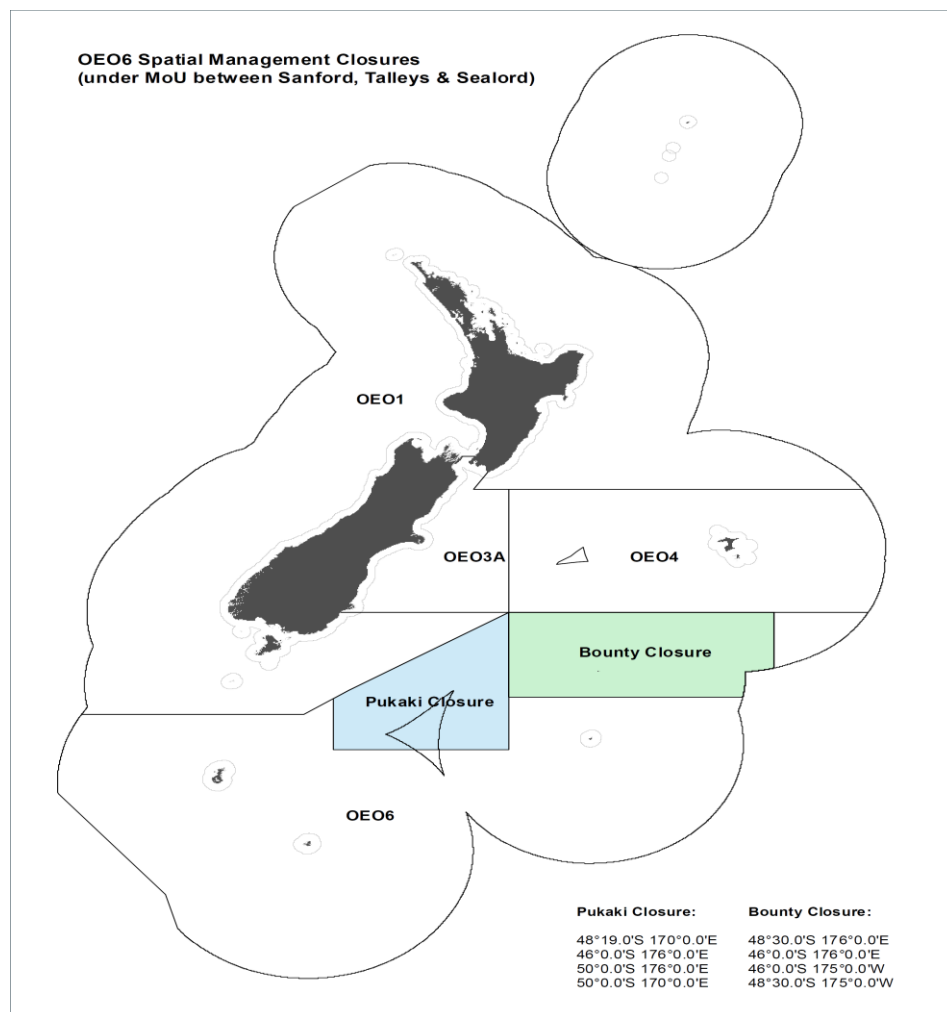 OEO6 Spatial Management Closures
(under MoU between Sanford, Talleys & Sealord)
OEO1
OEO3A
OEO4
Bounty Closure
Pukaki Closure
OEO6
Pukaki Closure:
48°19.0'S 170°0.0'E
46°0.0'S 176°0.0'E
50°0.0'S 176°0.0'E
50°0.0'S 170°0.0'E
Bounty Closure:
48°30.0'S 176°0.0'E
46°0.0'S 176°0.0'E
46°0.0'S 175°0.0'W
48°30.0'S 175°0.0'W